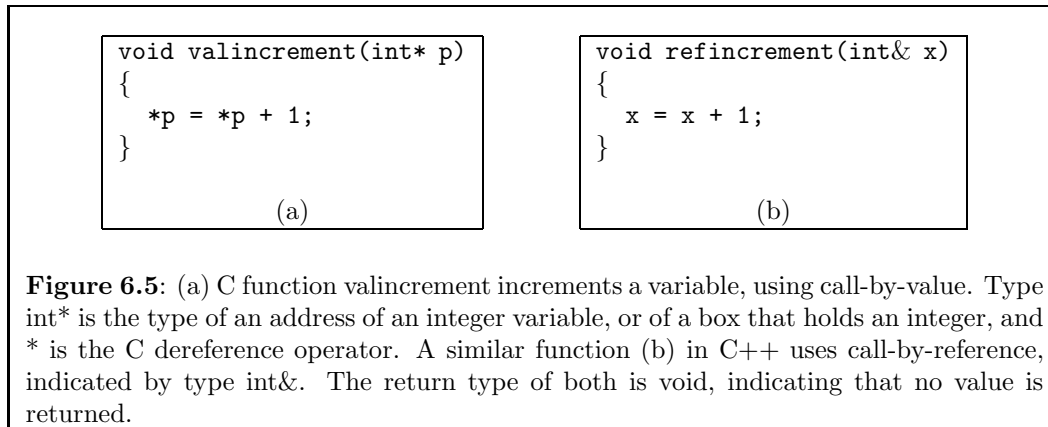 void valincrement(int* p)
{
  *p = *p + 1;
}
(a)
void refincrement(int& x)
{
  x = x + 1;
}
(b)
Figure 6.5: (a) C function valincrement increments a variable, using call-by-value. Type
int* is the type of an address of an integer variable, or of a box that holds an integer, and
* is the C dereference operator. A similar function (b) in C++ uses call-by-reference,
indicated by type int&. The return type of both is void, indicating that no value is
returned.